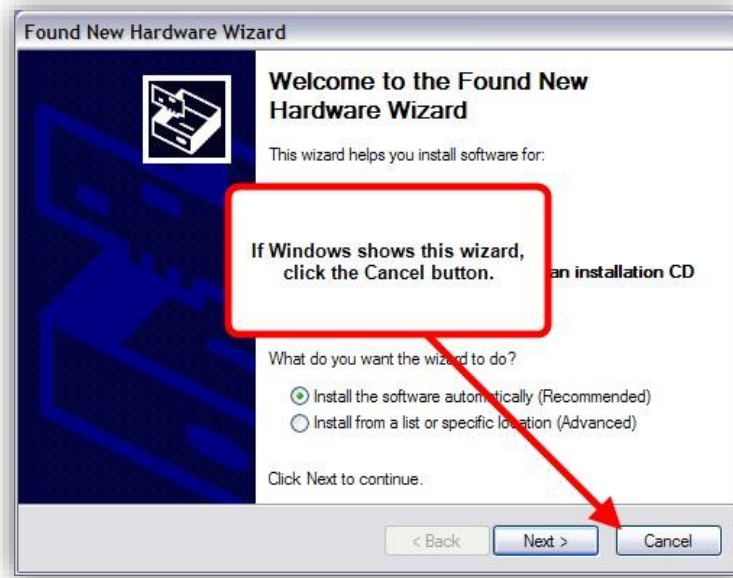 Found New Hardware Wizard
Welcome to the Found New
Hardware Wizard
This wizard helps you install software for:
If Windows shows this wizard,
click the Cancel button.
an installation CD
What do you want the wizard to do?
Install the software automatically (Recommended)
Install from a list or specific location (Advanced)
Click Next to continue.
< Back
Next >
Cancel